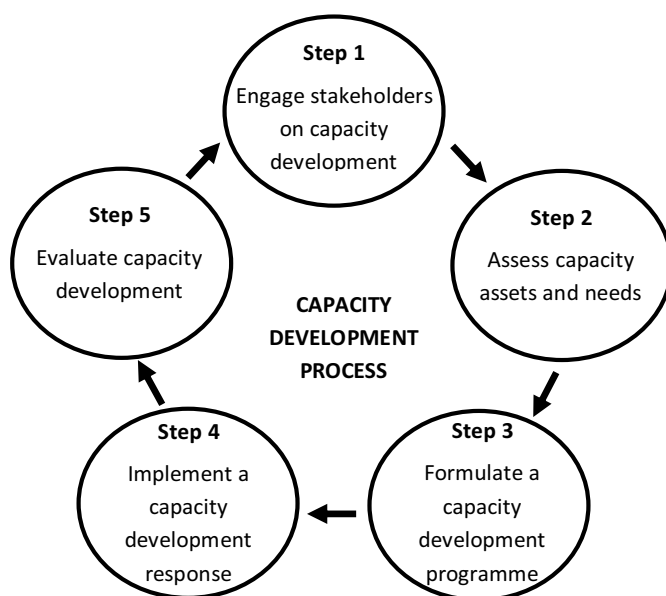 Step 1
Engage stakeholders
on capacity
development
Step 2
Assess capacity
assets and needs
Step 3
Formulate a
capacity
development
programme
Step 4
Implement a
capacity
development
response
Step 5
Evaluate capacity
development
CAPACITY
DEVELOPMENT
PROCESS